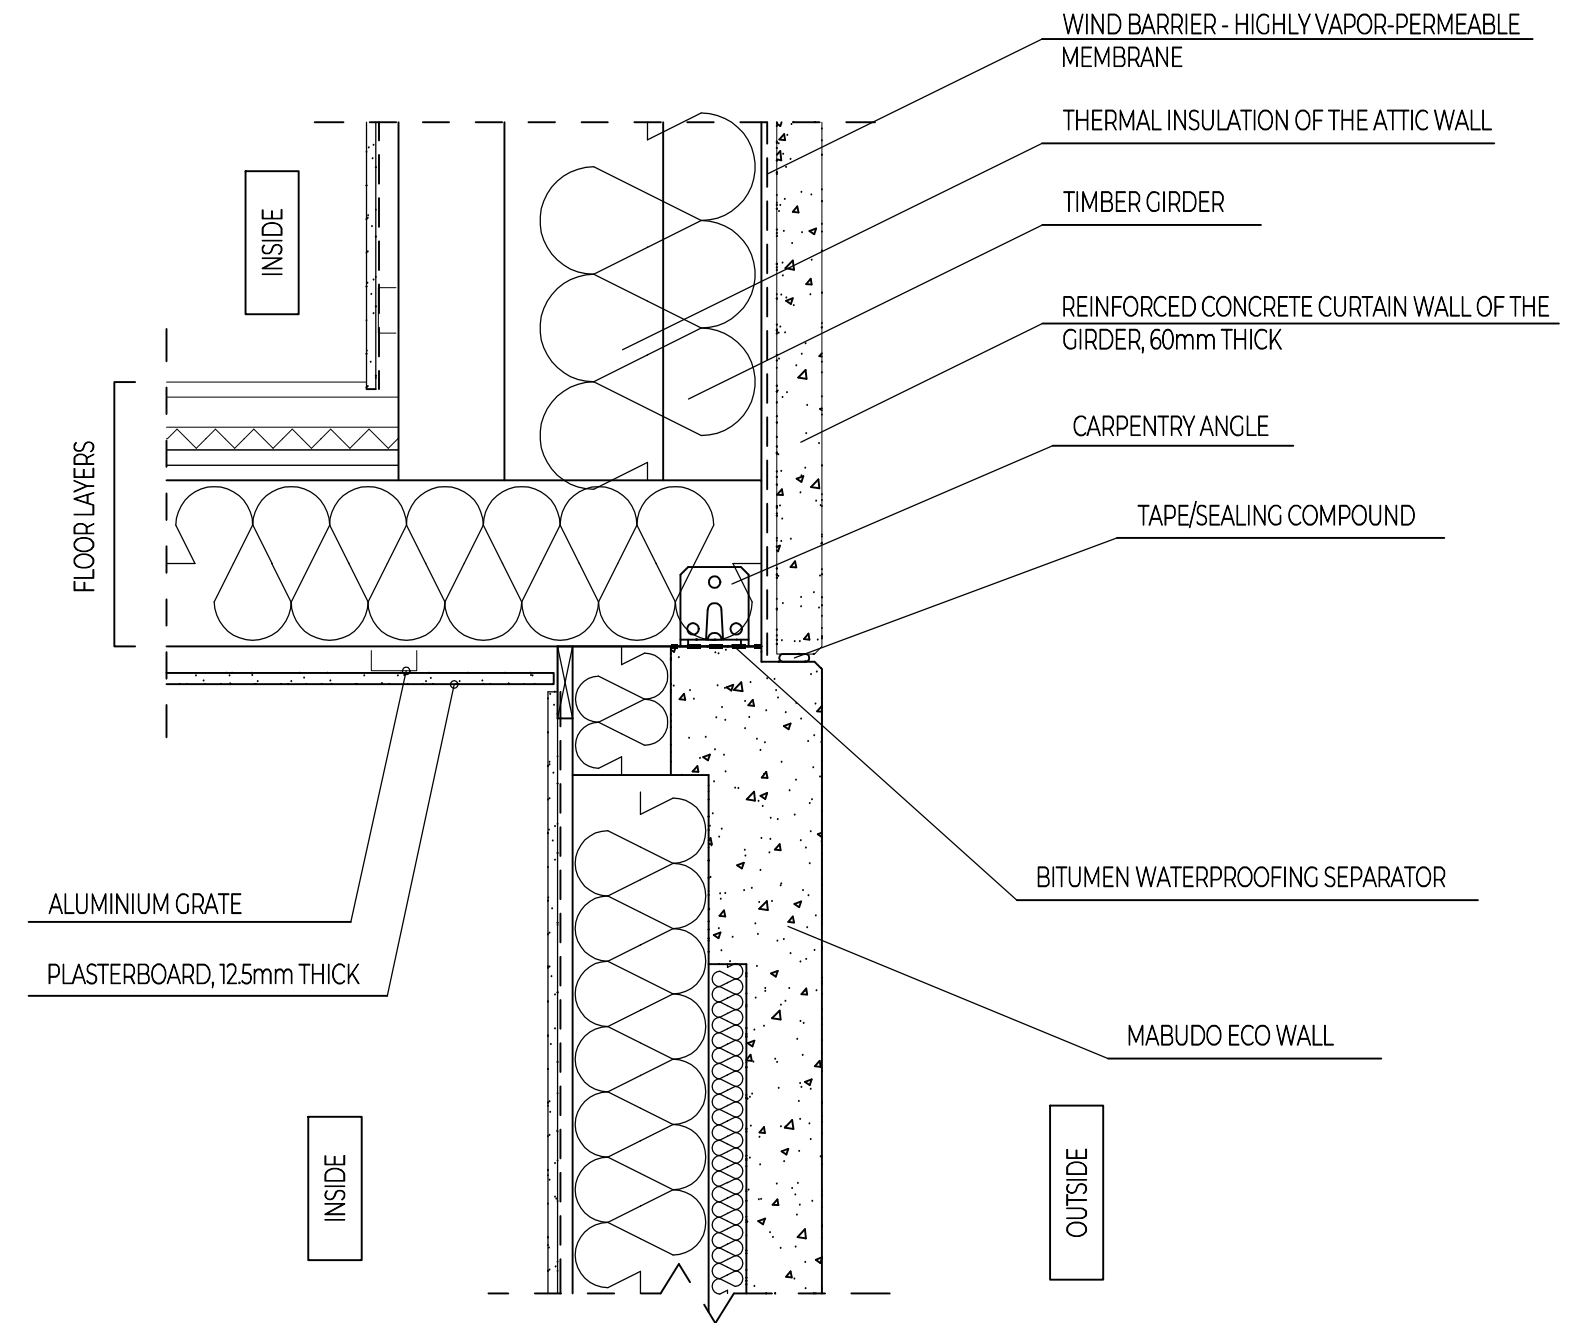 WIND BARRIER - HIGHLY VAPOR-PERMEABLE
MEMBRANE
THERMAL INSULATION OF THE ATTIC WALL
TIMBER GIRDER
INSIDE
REINFORCED CONCRETE CURTAIN WALL OF THE
GIRDER, 60mm THICK
CARPENTRY ANGLE
FLOOR LAYERS
TAPE/SEALING COMPOUND
BITUMEN WATERPROOFING SEPARATOR
ALUMINIUM GRATE
PLASTERBOARD, 12.5mm THICK
MABUDO ECO WALL
INSIDE
OUTSIDE